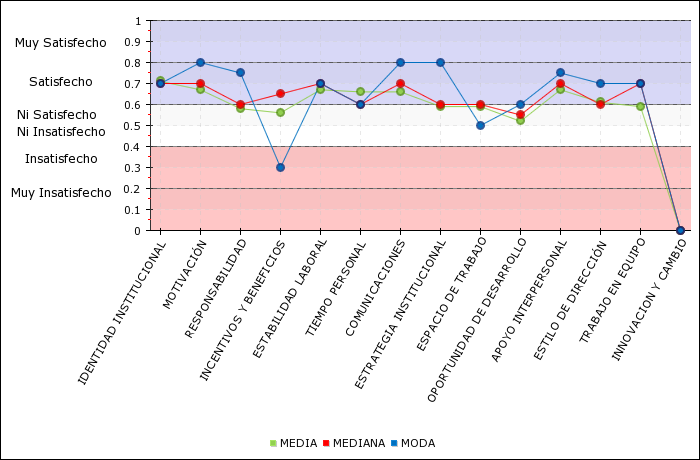 1
0.9
0.8
0.7
0.6
0.5
0.4
0.3
0.2
0.1
0
Muy Satisfecho
Satisfecho
Ni Satisfecho
Ni Insatisfecho
Insatisfecho
Muy Insatisfecho
IDENTIDAD INSTITUCIONAL
MOTIVACIÓN
RESPONSABILIDAD
INCENTIVOS Y BENEFICIOS
ESTABILIDAD LABORAL
TIEMPO PERSONAL
COMUNICACIONES
ESTRATEGIA INSTITUCIONAL
ESPACIO DE TRABAJO
OPORTUNIDAD DE DESARROLLO
APOYO INTERPERSONAL
ESTILO DE DIRECCIÓN
TRABAJO EN EQUIPO
INNOVACION Y CAMBIO
MEDIA MEDIANA MODA